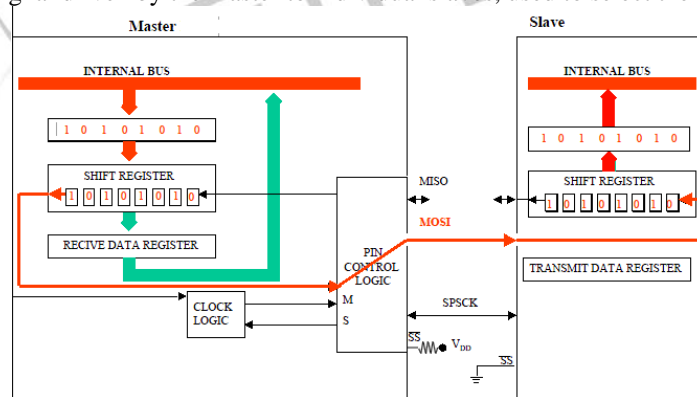 Master
Slave
INTERNAL BUS
INTERNAL BUS
1 0 1 0 1 0 1 0
1 0 1 0 1 0 1 0
SHIFT REGISTER
1 0 1 0 1 0 1 0
SHIFT REGISTER
1 0 1 0 1 0 1 0
MISO
MOSI
RECIVE DATA REGISTER
PIN
CONTROL
LOGIC
TRANSMIT DATA REGISTER
CLOCK
LOGIC
M
S
SPSCK
SS
VDD
SS